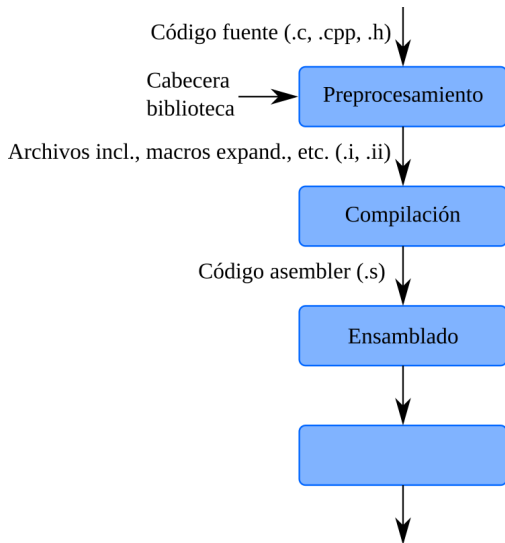 Código fuente (.c, .cpp, .h)
Cabecera
biblioteca
Preprocesamiento
Archivos incl., macros expand., etc. (.i, .ii)
Compilación
Código asembler (.s)
Ensamblado